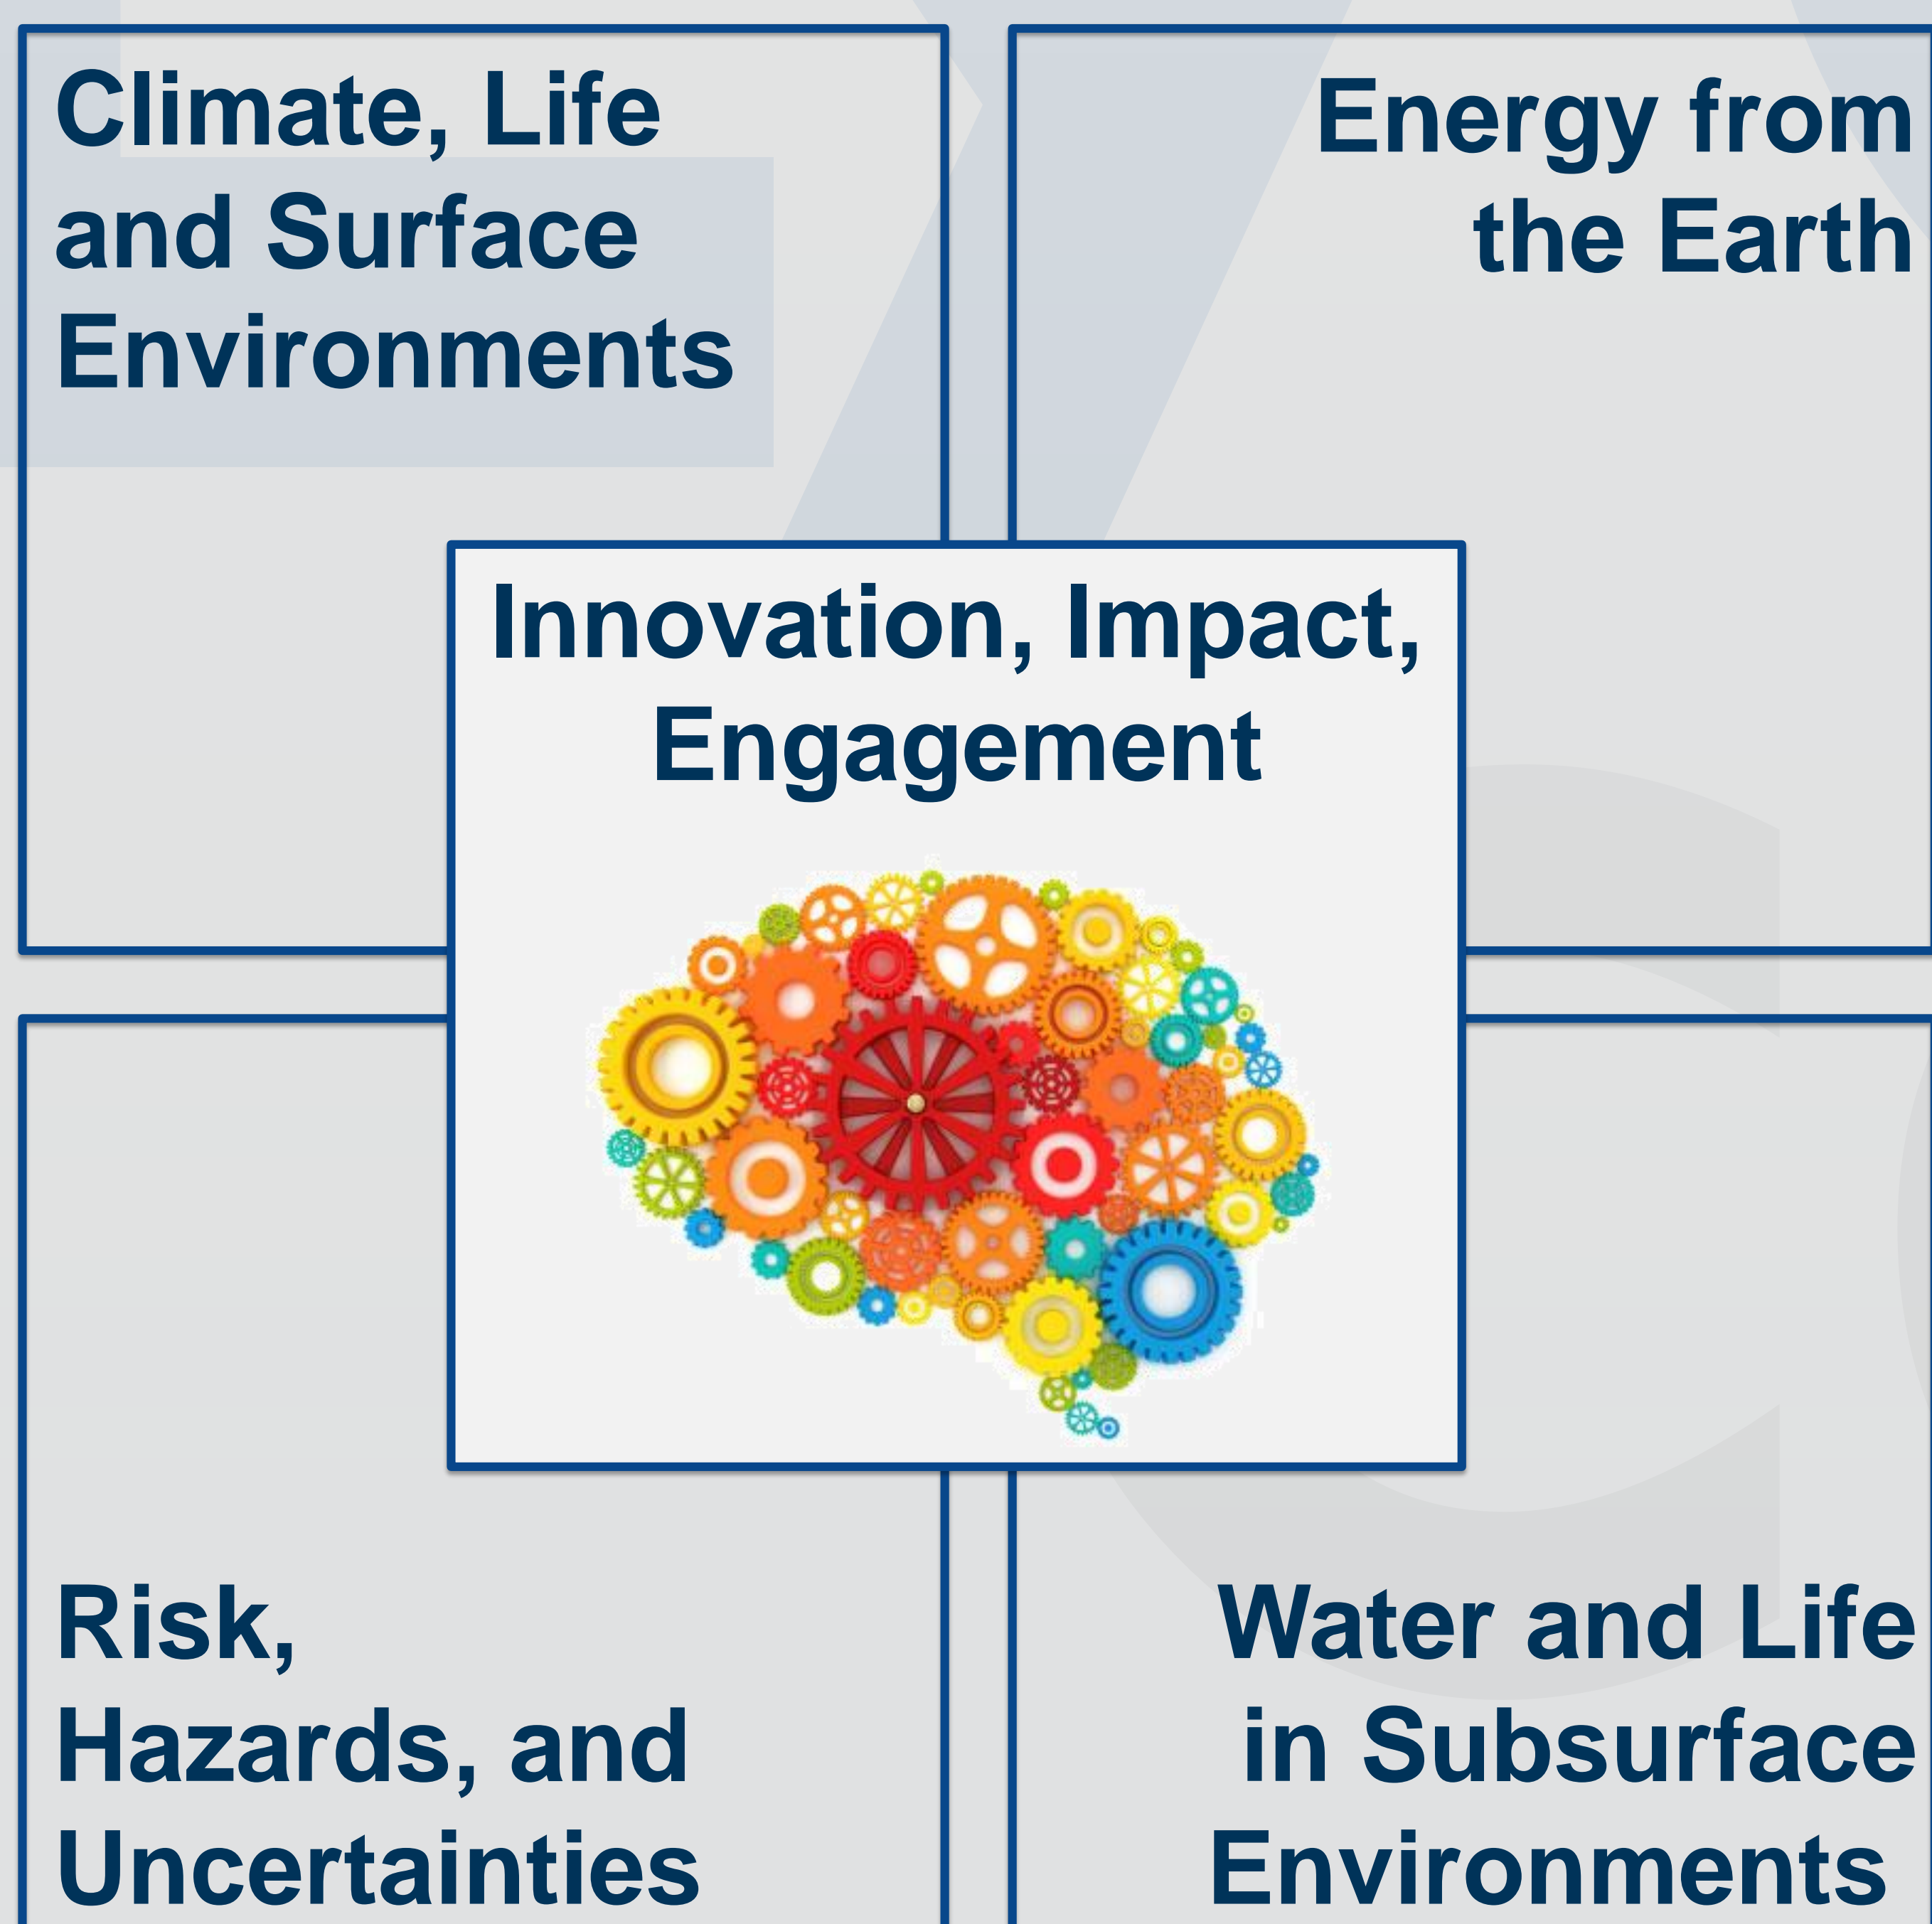 Climate, Life
and Surface
Environments
Energy from
the Earth
Innovation, Impact,
Engagement
Risk,
Hazards, and
Uncertainties
Water and Life
in Subsurface
Environments